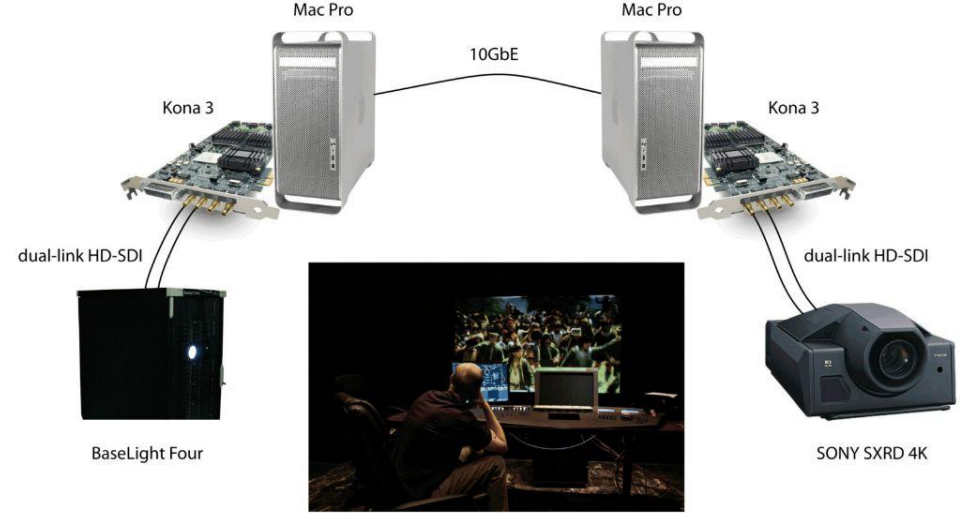 Mac Pro
Mac Pro
10GbE
Kona 3
Kona 3
dual-link HD-SDI
dual-link HD-SDI
BaseLight Four
SONY SXRD 4K